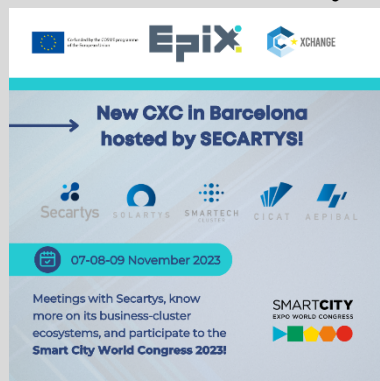 Co-funded by the COSME programme
of the European Union
EPIX
XCHANGE
New CXC in Barcelona
hosted by SECARTYS!
Secartys
SOLARTYS
SMARTECH
CLUSTER
CICAT
AEPIBAL
07-08-09 November 2023
Meetings with Secartys, know
more on its business-cluster
ecosystems, and participate to the
Smart City World Congress 2023!
SMARTCITY
EXPO WORLD CONGRESS